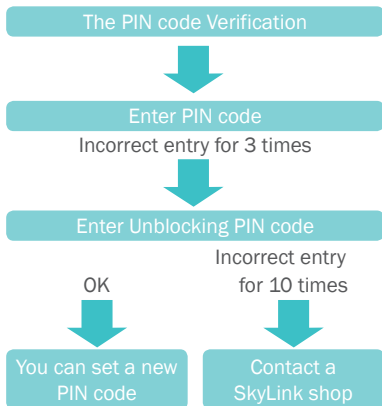 The PIN code Verification
Enter PIN code
Incorrect entry for 3 times
Enter Unblocking PIN code
OK
Incorrect entry
for 10 times
You can set a new
PIN code
Contact a
SkyLink shop